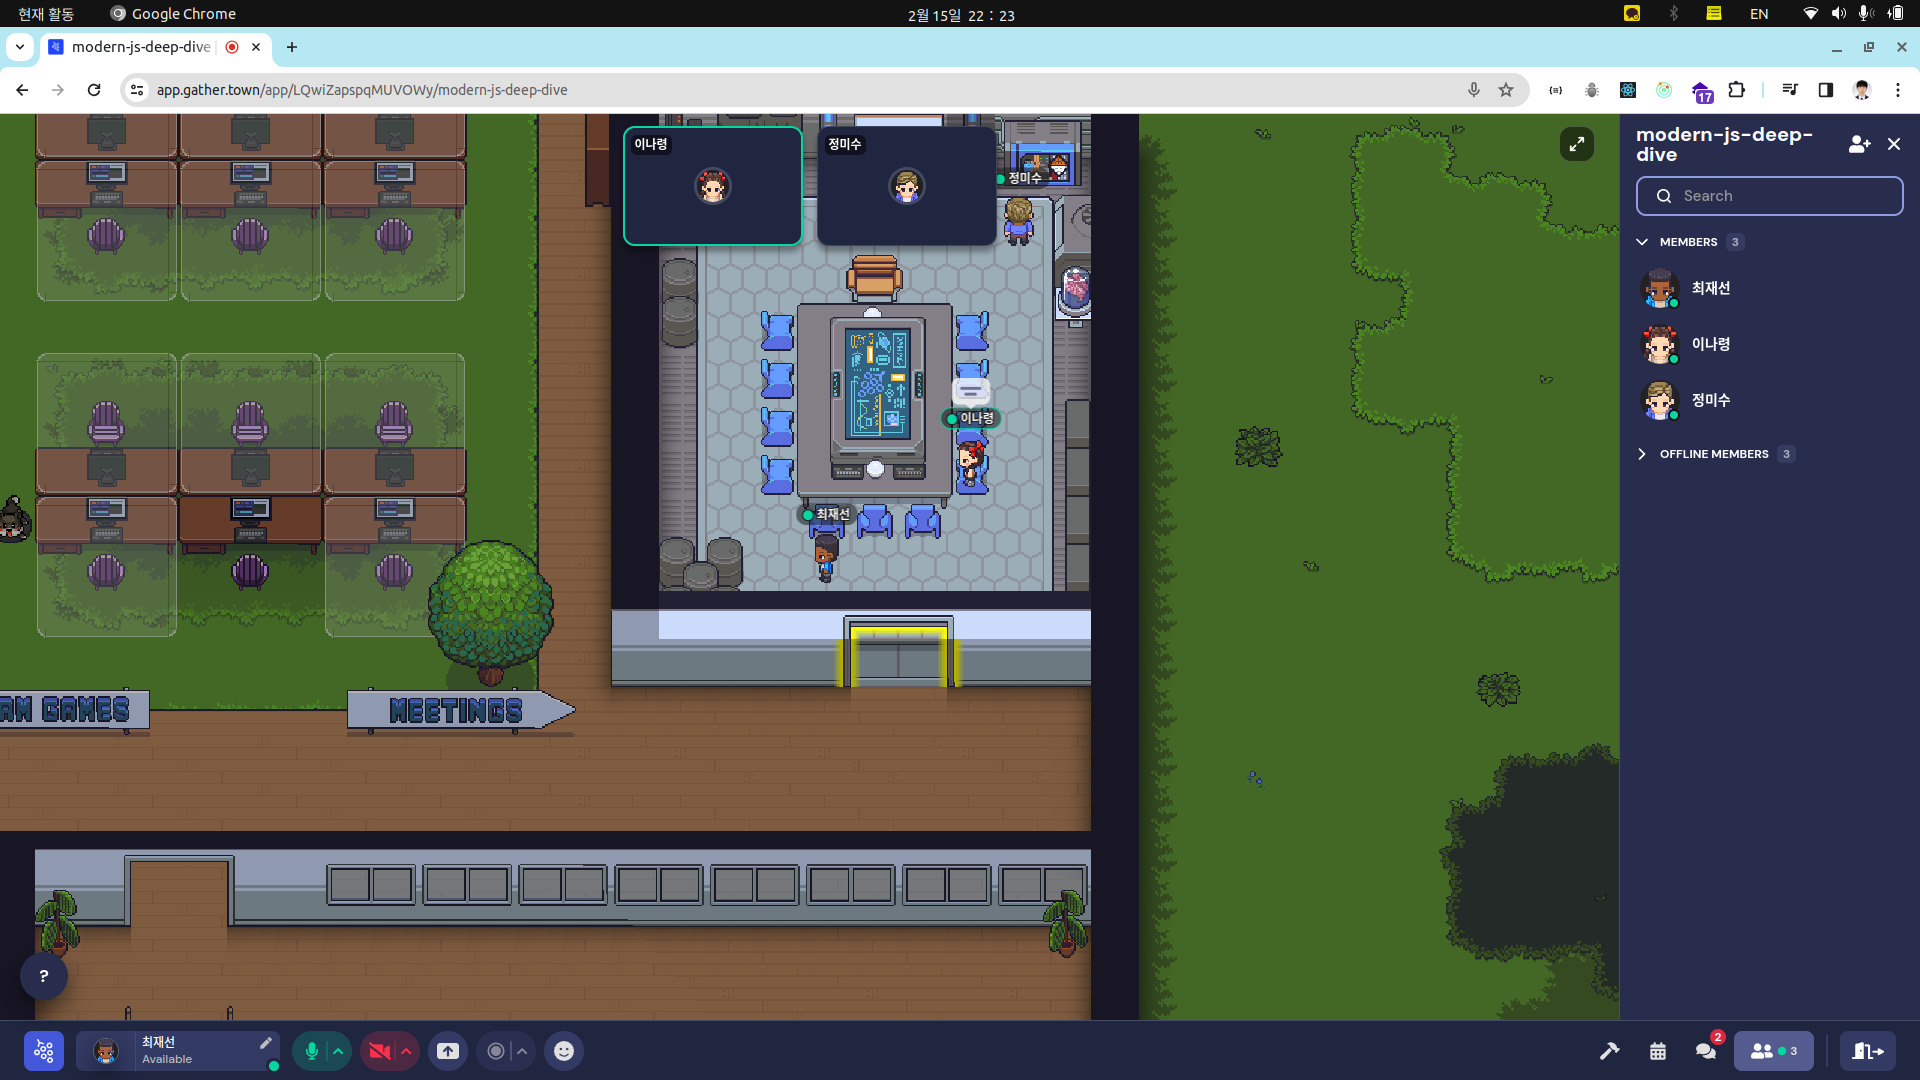 현재 활동
Google Chrome
2월 15일 22 : 23
EN
modern-js-deep-dive
app.gather.town/app/LQwiZapspqMUVOWy/modern-js-deep-dive
17
이나령
정미수
정미수
이나령
최재선
AM GAMES
MEETINGS
modern-js-deep-
dive
Search
MEMBERS 3
최재선
이나령
정미수
OFFLINE MEMBERS 3
?
최재선
Available
2
3